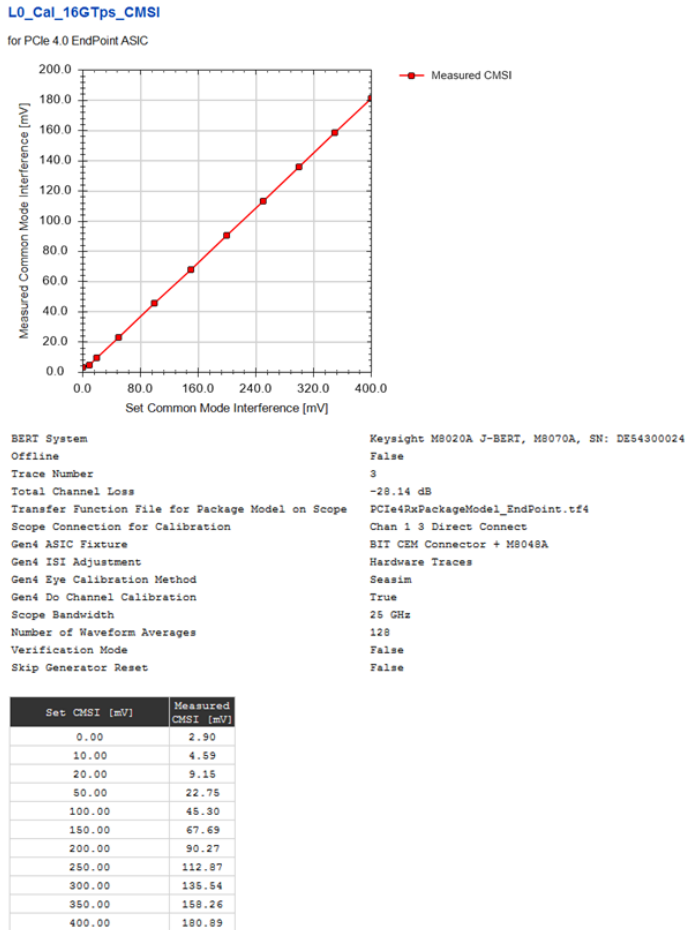 L0_Cal_16GTps_CMSI
for PCIe 4.0 EndPoint ASIC
200.0
180.0
160.0
140.0
120.0
100.0
80.0
60.0
40.0
20.0
0.0
Measured Common Mode Interference [mV]
Measured CMSI
0.0 80.0 160.0 240.0 320.0 400.0
Set Common Mode Interference [mV]
BERT System Keysight M8020A J-BERT, M8070A, SN: DE54300024
Offline False
Trace Number 3
Total Channel Loss -28.14 dB
Transfer Function File for Package Model on Scope PCIe4RxPackageModel_EndPoint.tf4
Scope Connection for Calibration Chan 1 3 Direct Connect
Gen4 ASIC Fixture BIT CEM Connector + M8048A
Gen4 ISI Adjustment Hardware Traces
Gen4 Eye Calibration Method Seasim
Gen4 Do Channel Calibration True
Scope Bandwidth 25 GHz
Number of Waveform Averages 128
Verification Mode False
Skip Generator Reset False
Set CMSI [mV] Measured CMSI [mV]
0.00 2.90
10.00 4.59
20.00 9.15
50.00 22.75
100.00 45.30
150.00 67.69
200.00 90.27
250.00 112.87
300.00 135.54
350.00 158.26
400.00 180.89